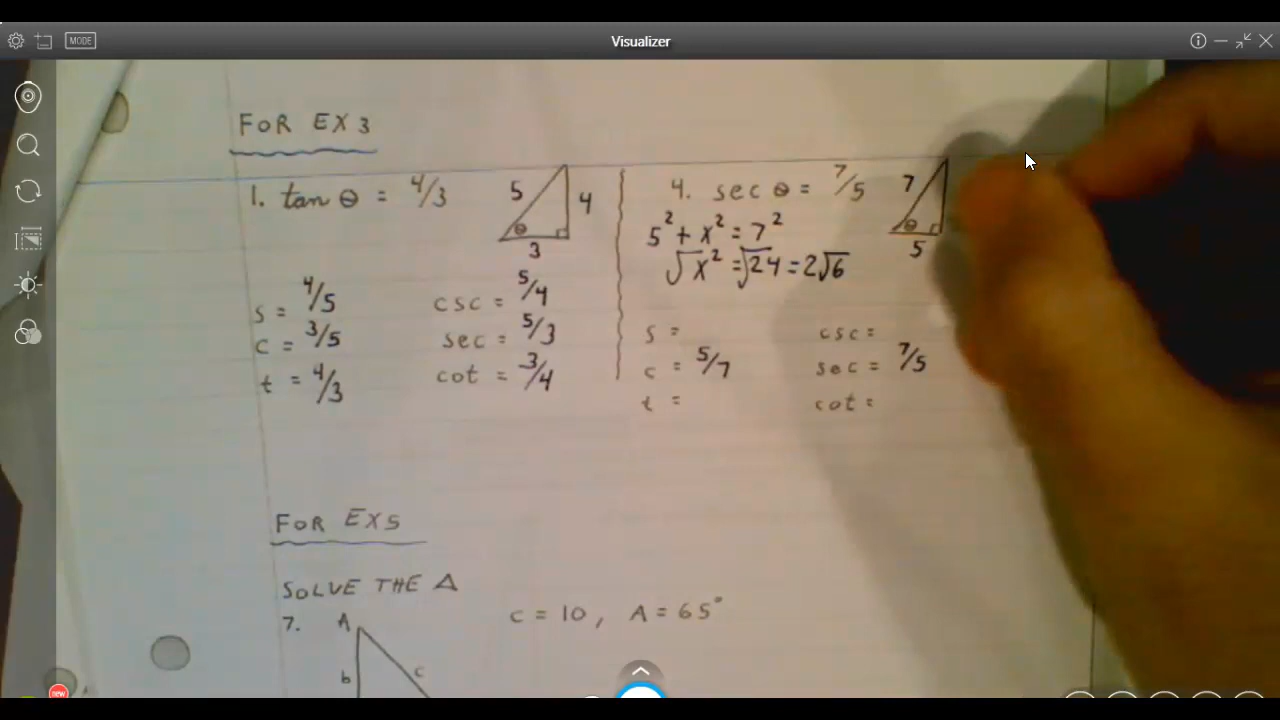 MODE
Visualizer
FOR EX 3
1. tan θ = 4/3
5
4
θ
3
s = 4/5
c = 3/5
t = 4/3
csc = 5/4
sec = 5/3
cot = 3/4
4. sec θ = 7/5
7
θ
5
5² + x² = 7²
√x² = √24 = 2√6
s =
c = 5/7
t =
csc =
sec = 7/5
cot =
FOR EX 5
SOLVE THE Δ
7.
A
b
c
c = 10, A = 65°
new